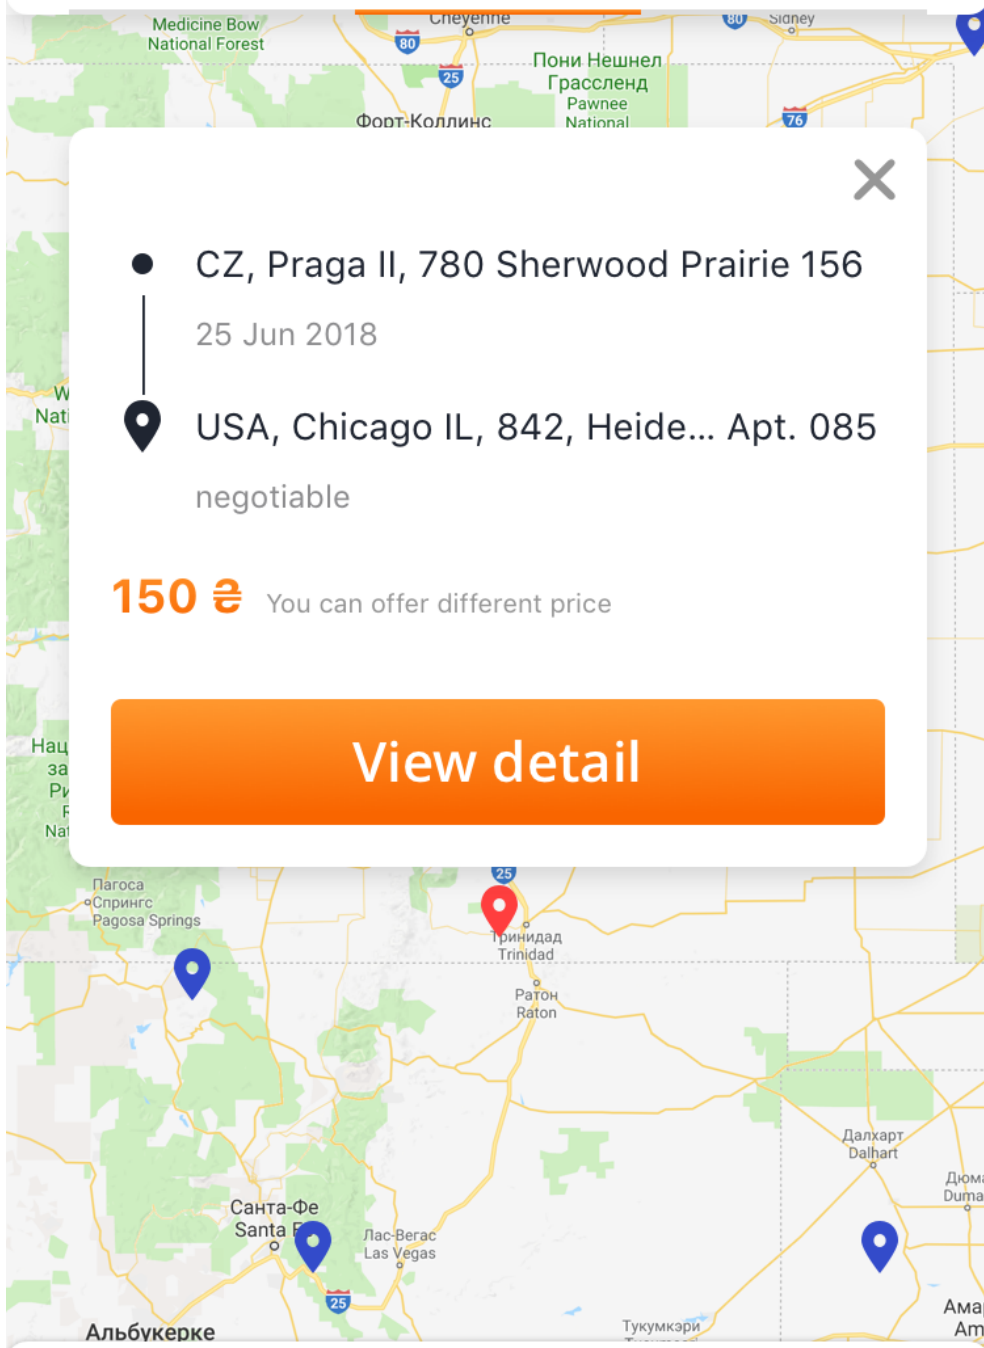 Cheyenne
Sidney
Medicine Bow
National Forest
80
80
25
Пони Нешнел
Грассленд
Pawnee
National
76
Форт-Коллинс
CZ, Praga II, 780 Sherwood Prairie 156
25 Jun 2018
USA, Chicago IL, 842, Heide... Apt. 085
negotiable
150 ₴ You can offer different price
View detail
25
Пагоса
Спрингс
Pagosa Springs
Тринидад
Trinidad
Ратон
Raton
Далхарт
Dalhart
Санта-Фе
Santa
Лас-Вегас
Las Vegas
25
Альбукерке
Тукумкэри